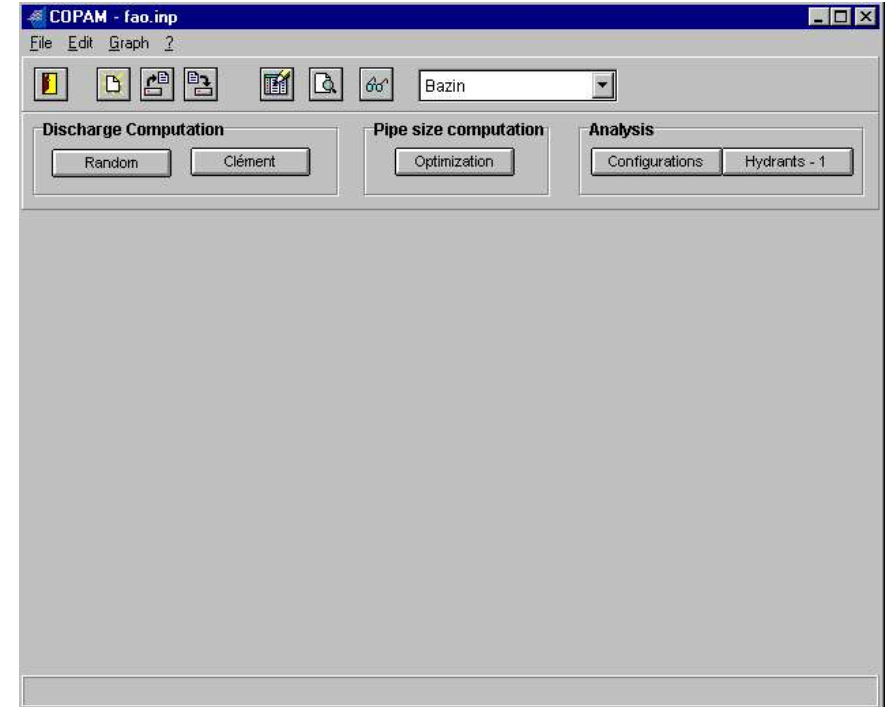 COPAM - fao.inp
File Edit Graph ?
Bazin
Discharge Computation Pipe size computation Analysis
Random Clément Optimization Configurations Hydrants - 1